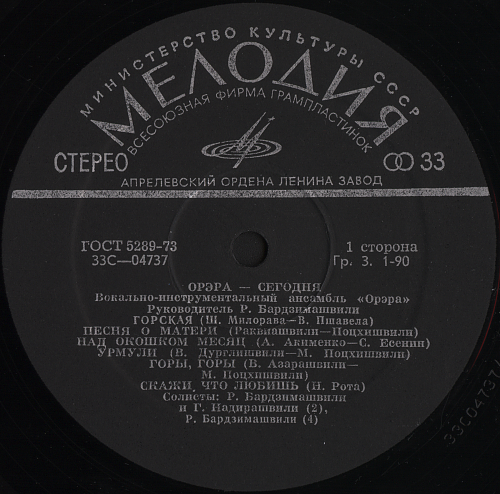 МИНИСТЕРСТВО КУЛЬТУРЫ СССР
МЕЛОДИЯ
ВСЕСОЮЗНАЯ ФИРМА ГРАМПЛАСТИНОК
СТЕРЕО
33
АПРЕЛЕВСКИЙ ОРДЕНА ЛЕНИНА ЗАВОД
ГОСТ 5289-73
33С—04737
1 сторона
Гр. 3. 1-90
ОРЭРА — СЕГОДНЯ
Вокально-инструментальный ансамбль «Орэра»
Руководитель Р. Бардзимашвили
ГОРСКАЯ (Ш. Милорава—В. Пшавела)
ПЕСНЯ О МАТЕРИ (Раквиашвили—Поцхишвили)
НАД ОКОШКОМ МЕСЯЦ (А. Акименко—С. Есенин)
УРМУЛИ (В. Дурглишвили—М. Поцхишвили)
ГОРЫ, ГОРЫ (В. Азарашвили—
М. Поцхишвили)
СКАЖИ, ЧТО ЛЮБИШЬ (Н. Рота)
Солисты: Р. Бардзимашвили
и Г. Надирашвили (2),
Р. Бардзимашвили (4)
33С04737